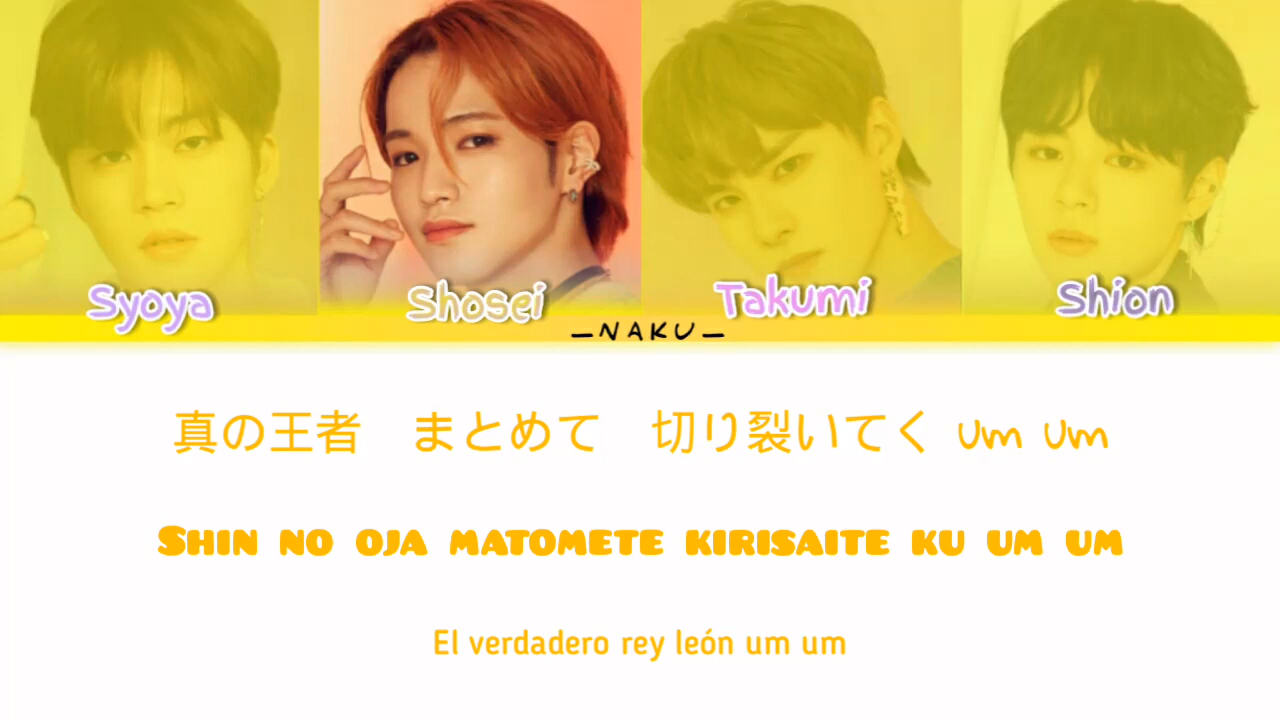 Syoya Shosei Takumi Shion
_NAKU_
真の王者　まとめて　切り裂いてく um um
Shin no oja matomete kirisaite ku um um
El verdadero rey león um um